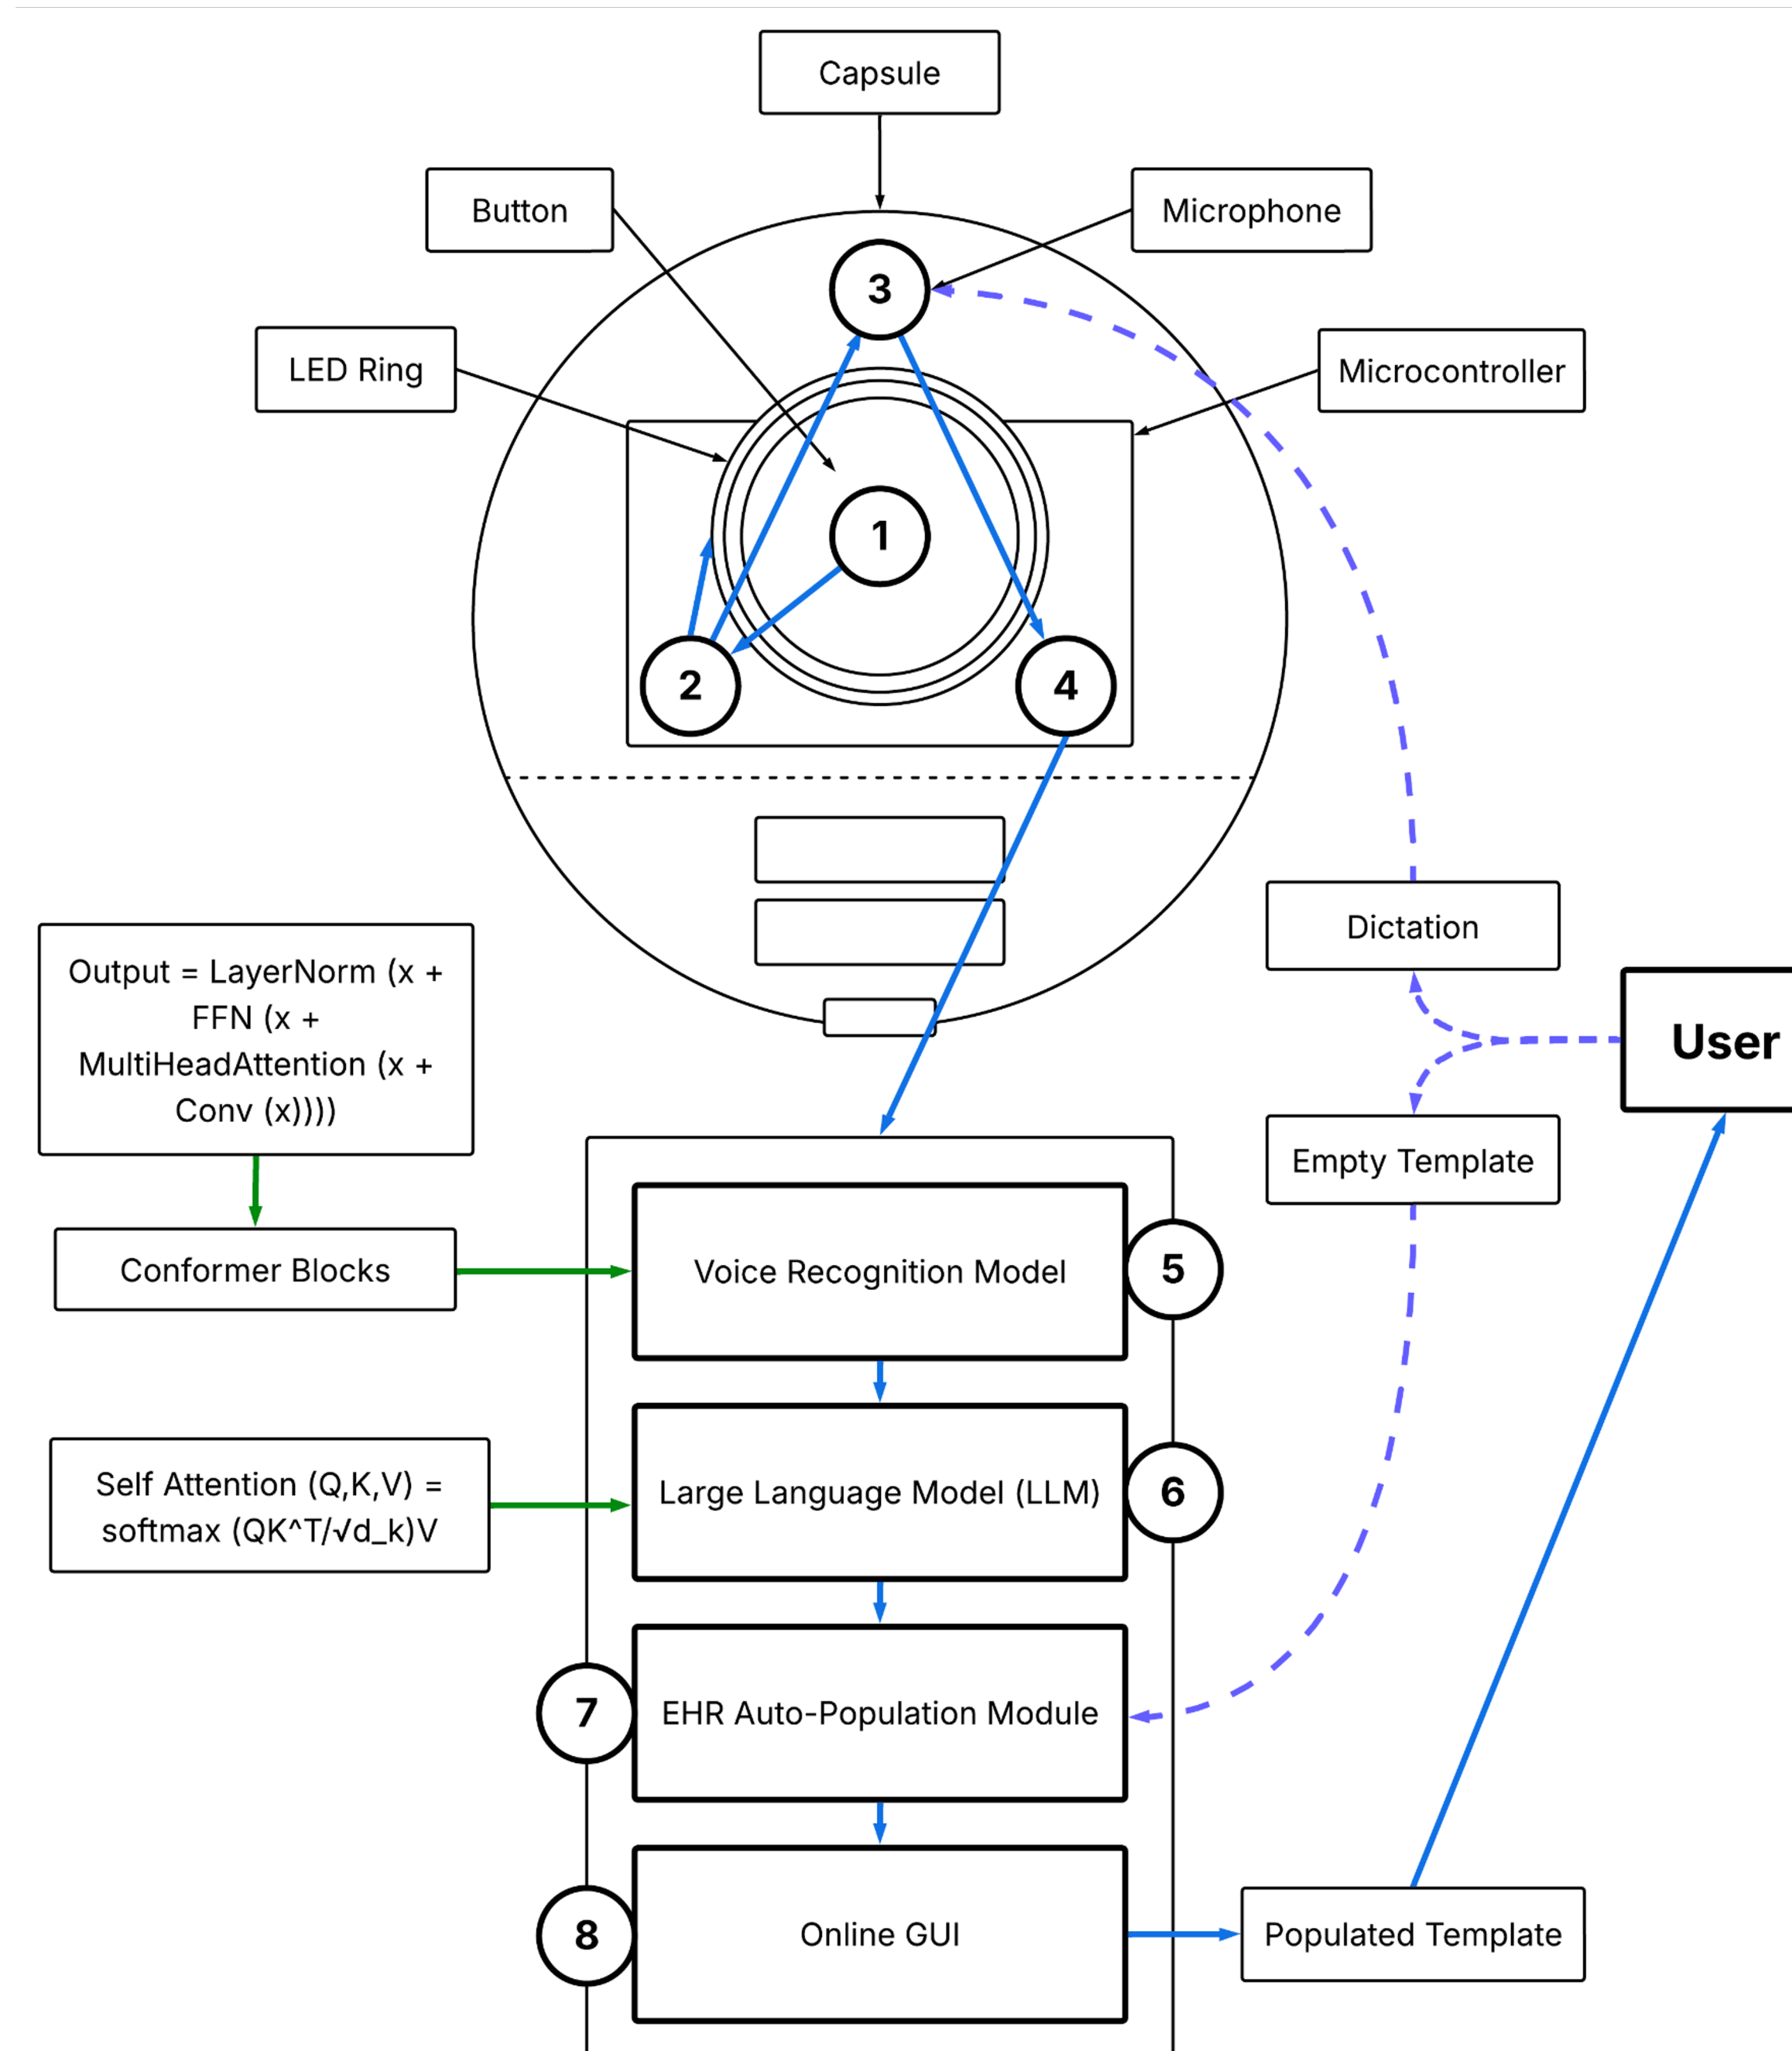 Capsule
Button
Microphone
3
LED Ring
Microcontroller
1
2
4
Dictation
Output = LayerNorm (x +
FFN (x +
MultiHeadAttention (x +
Conv (x))))
User
Empty Template
Conformer Blocks
Voice Recognition Model
5
Self Attention (Q,K,V) =
softmax (QK^T/√d_k)V
Large Language Model (LLM)
6
7
EHR Auto-Population Module
8
Online GUI
Populated Template